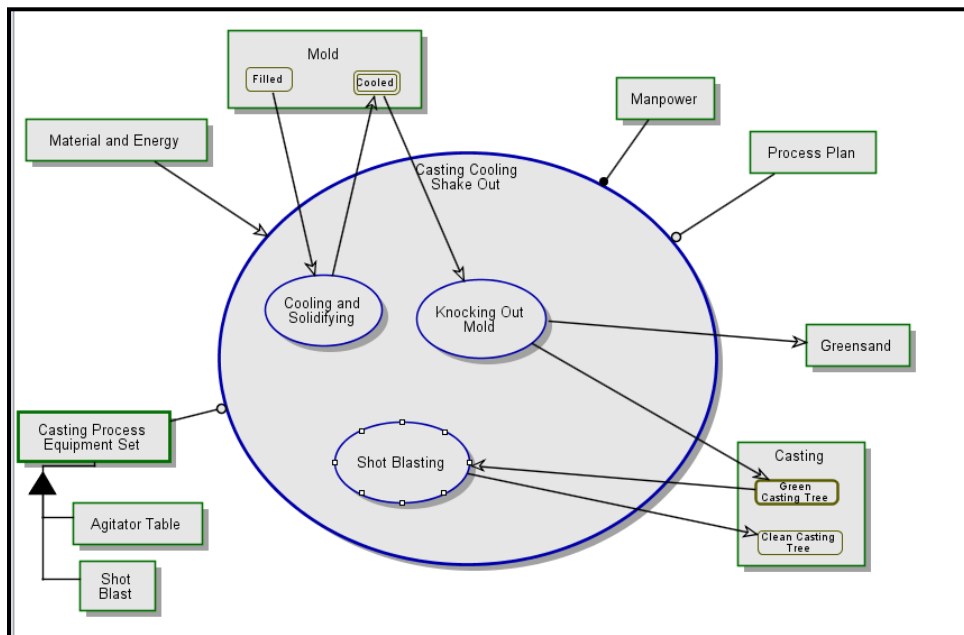 Mold
Filled
Cooled
Manpower
Material and Energy
Process Plan
Casting Cooling
Shake Out
Cooling and
Solidifying
Knocking Out
Mold
Greensand
Casting Process
Equipment Set
Shot Blasting
Casting
Green
Casting Tree
Clean Casting
Tree
Agitator Table
Shot
Blast